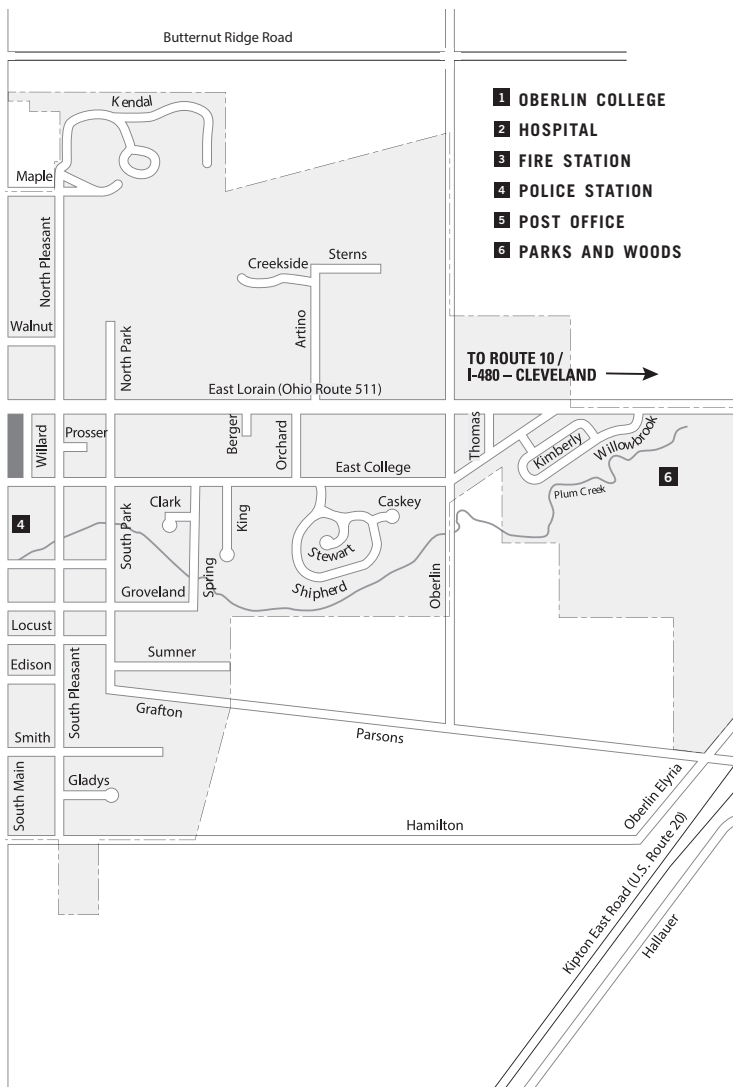 Butternut Ridge Road
Kendal
1 OBERLIN COLLEGE
2 HOSPITAL
3 FIRE STATION
4 POLICE STATION
5 POST OFFICE
6 PARKS AND WOODS
Maple
North Pleasant
Creekside
Sterns
Walnut
North Park
Artino
TO ROUTE 10 /
I-480 – CLEVELAND
East Lorain (Ohio Route 511)
Willard
Prosser
Berger
Orchard
East College
Thomas
Kimberly
Willowbrook
6
Plum Creek
4
South Park
Clark
Spring
King
Caskey
Stewart
Shipherd
Oberlin
Groveland
Locust
Edison
South Pleasant
Sumner
Grafton
Parsons
Smith
South Main
Gladys
Hamilton
Oberlin Elyria
Kipton East Road (U.S. Route 20)
Hallauer